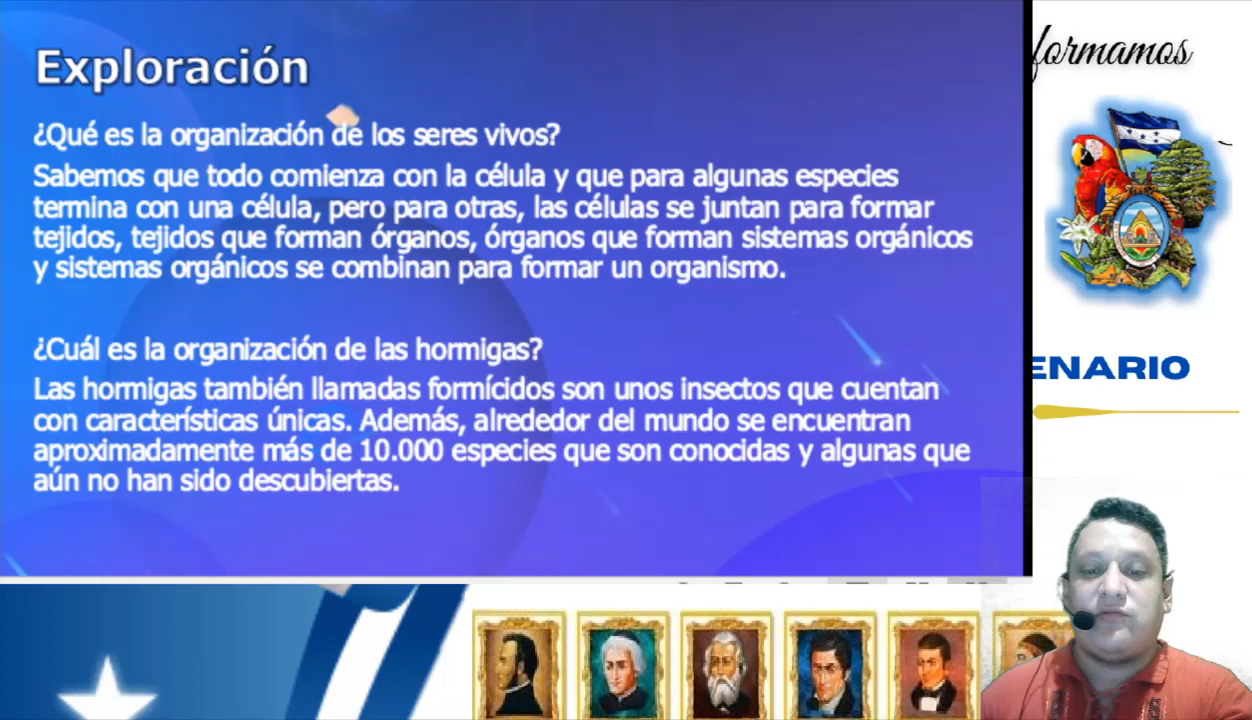 Exploración
¿Qué es la organización de los seres vivos?
Sabemos que todo comienza con la célula y que para algunas especies
termina con una célula, pero para otras, las células se juntan para formar
tejidos, tejidos que forman órganos, órganos que forman sistemas orgánicos
y sistemas orgánicos se combinan para formar un organismo.
¿Cuál es la organización de las hormigas?
Las hormigas también llamadas formícidos son unos insectos que cuentan
con características únicas. Además, alrededor del mundo se encuentran
aproximadamente más de 10.000 especies que son conocidas y algunas que
aún no han sido descubiertas.
formamos
ENARIO